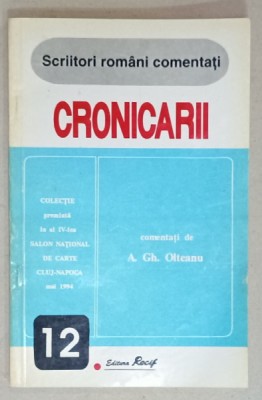 Scriitori români comentați
CRONICARII
COLECȚIE
premiată
la al IV-lea
SALON NAȚIONAL
DE CARTE
CLUJ-NAPOCA
mai 1994
comentați de
A. Gh. Olteanu
12
Editura Recif